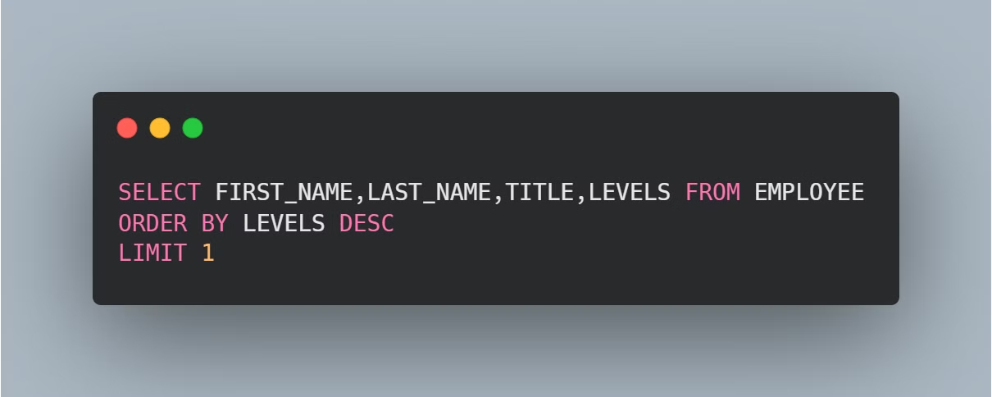 SELECT FIRST_NAME,LAST_NAME,TITLE,LEVELS FROM EMPLOYEE
ORDER BY LEVELS DESC
LIMIT 1